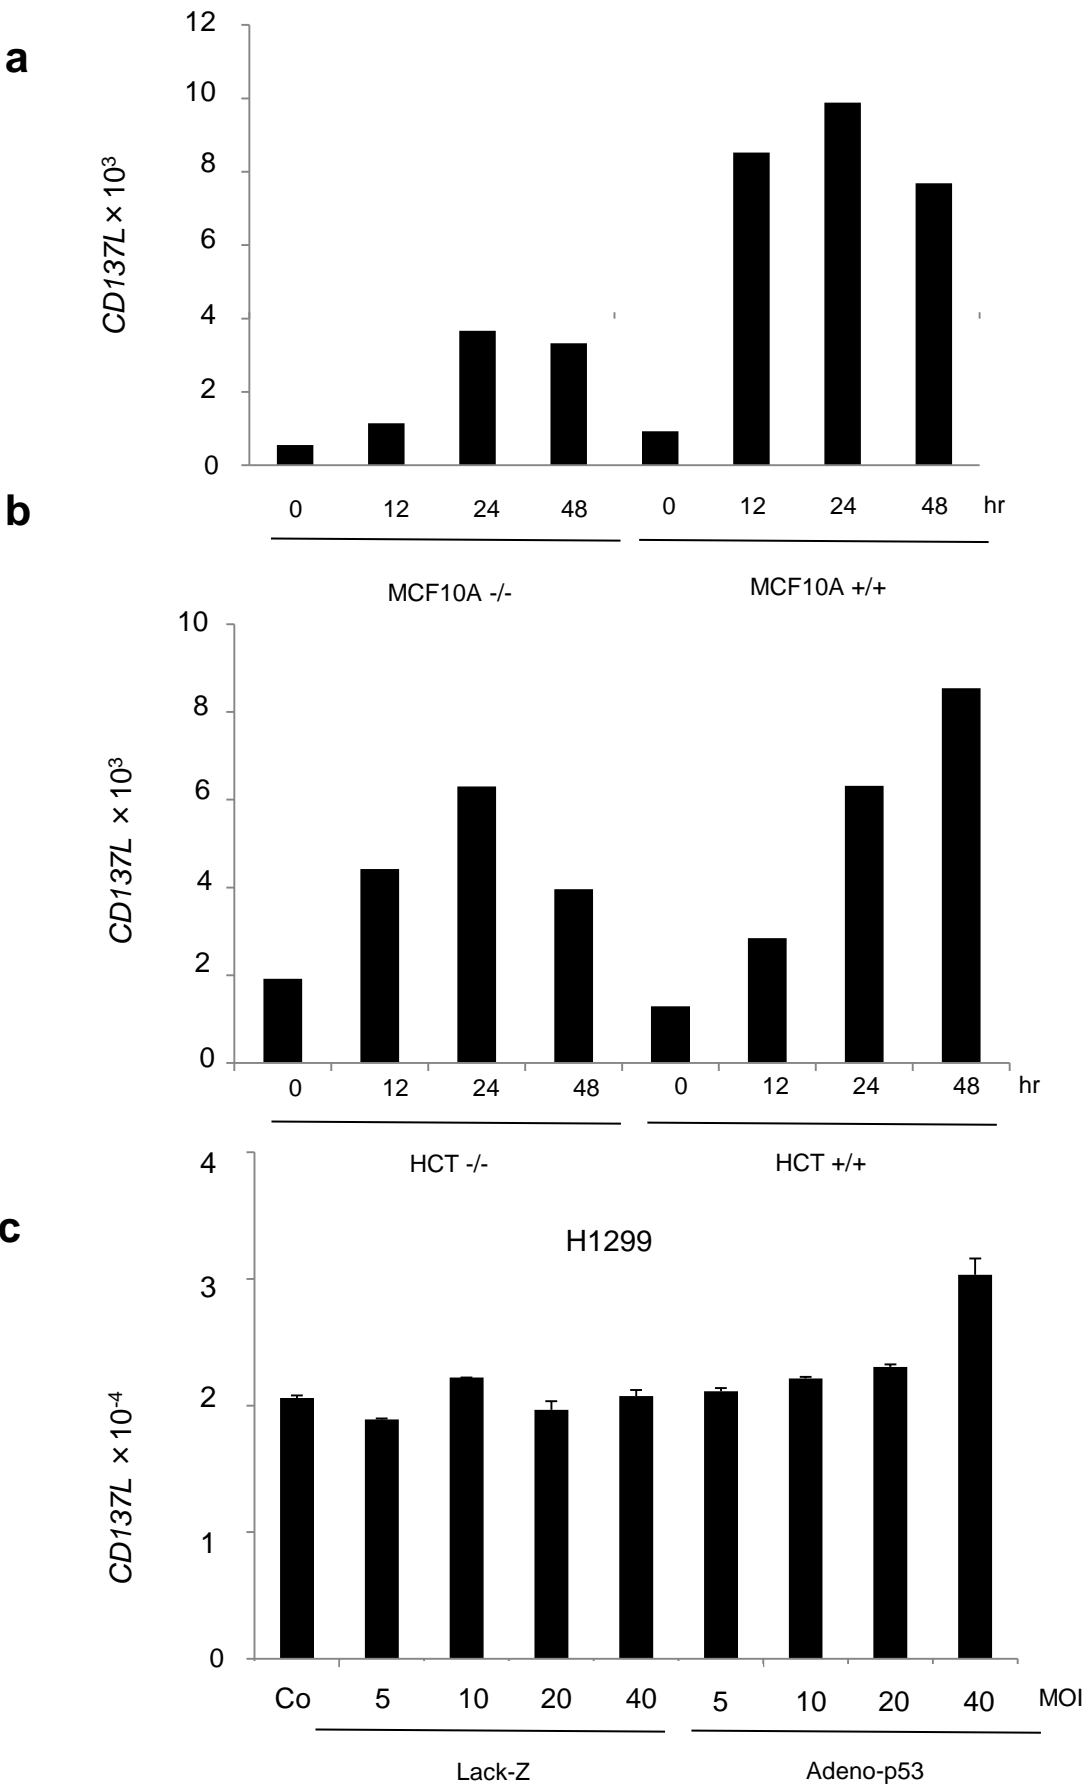 a
12
10
8
6
4
2
0
CD137L × 10³
0 12 24 48 0 12 24 48 hr
MCF10A -/- MCF10A +/+
b
10
8
6
4
2
0
CD137L ×10³
0 12 24 48 0 12 24 48 hr
HCT -/- HCT +/+
c
H1299
4
3
2
1
0
CD137L ×10⁻⁴
Co 5 10 20 40 5 10 20 40 MOI
Lack-Z Adeno-p53